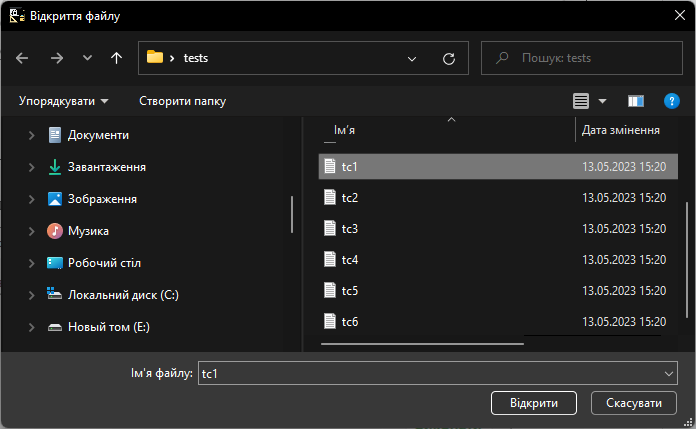 Відкриття файлу
tests
Пошук: tests
Упорядкувати
Створити папку
Документи
Завантаження
Зображення
Музика
Робочий стіл
Локальний диск (C:)
Новий том (E:)
Ім'я
Дата змінення
tc1
13.05.2023 15:20
tc2
13.05.2023 15:20
tc3
13.05.2023 15:20
tc4
13.05.2023 15:20
tc5
13.05.2023 15:20
tc6
13.05.2023 15:20
Ім'я файлу:
tc1
Відкрити
Скасувати